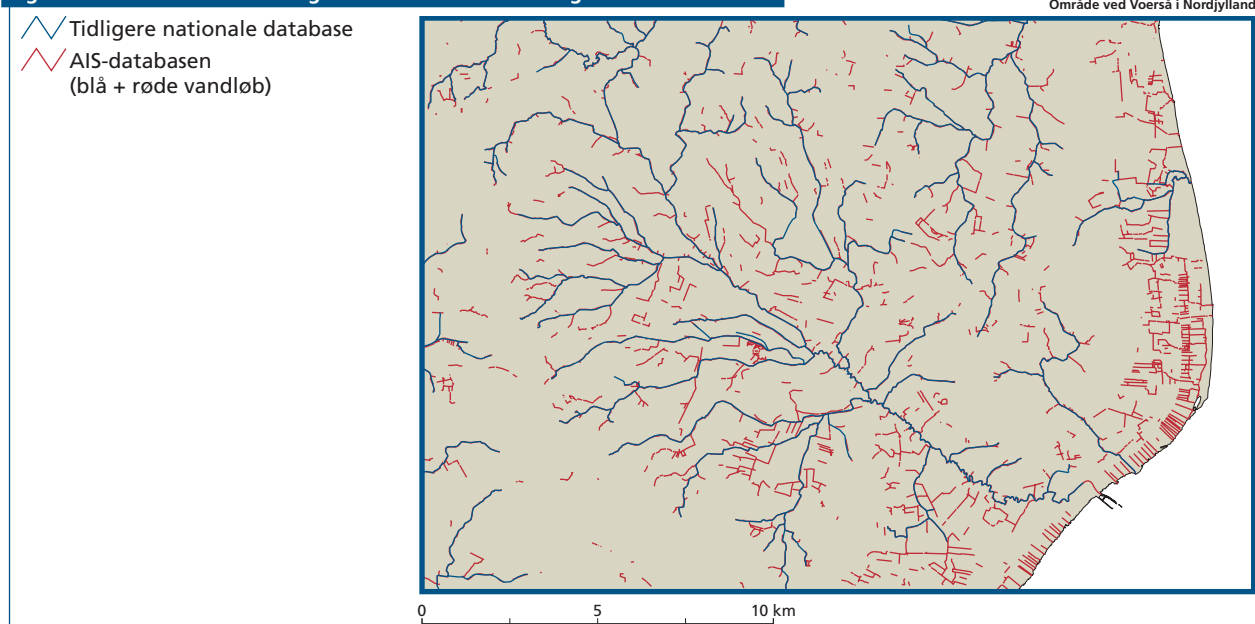 Område ved Voerså i Nordjylland
Tidligere nationale database
AIS-databasen
(blå + røde vandløb)
0 5 10 km